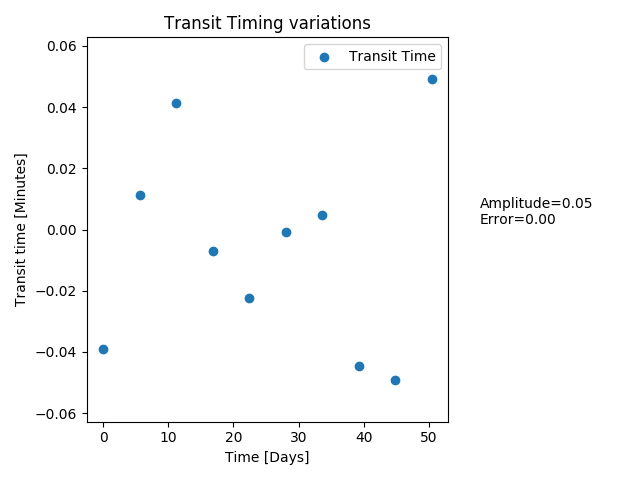 Transit Timing variations
Transit Time
0.06
0.04
0.02
0.00
−0.02
−0.04
−0.06
Transit time [Minutes]
0 10 20 30 40 50
Time [Days]
Amplitude=0.05
Error=0.00